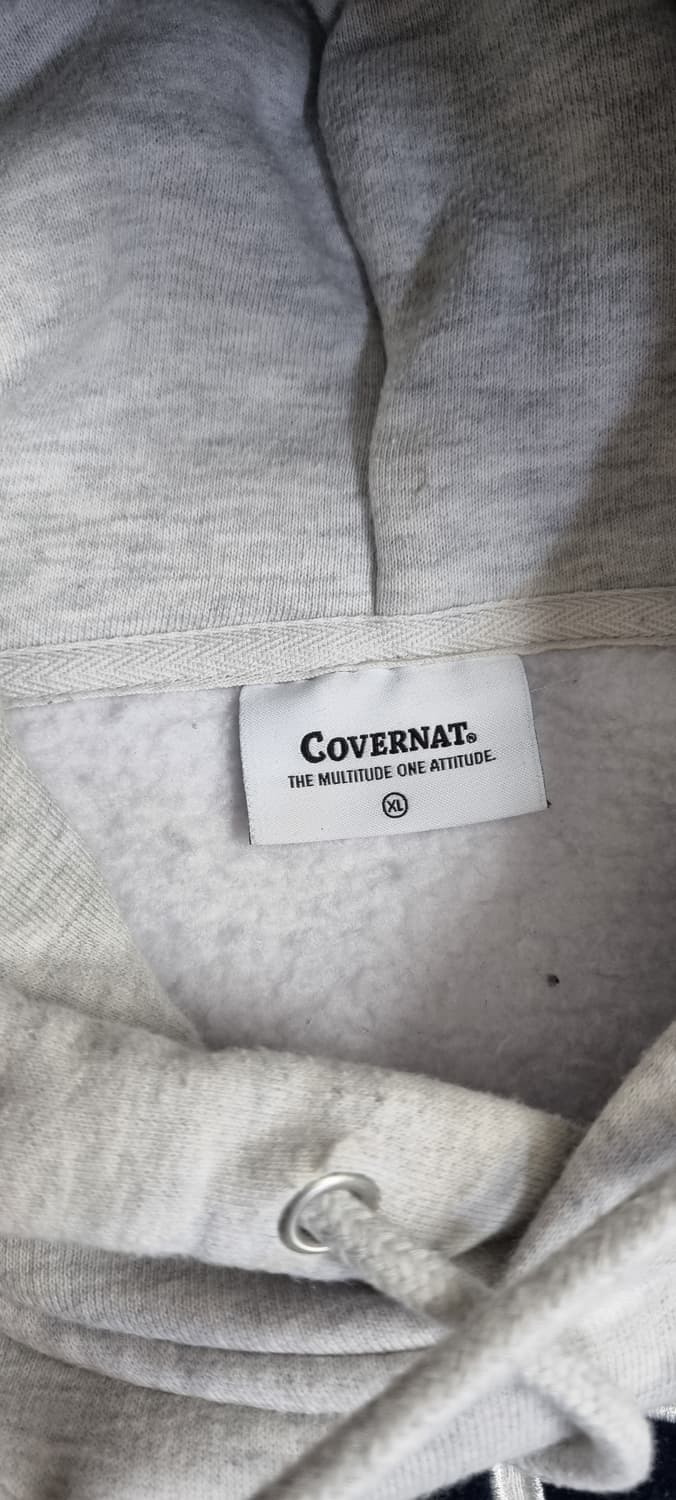 COVERNAT®
THE MULTITUDE ONE ATTITUDE.
XL